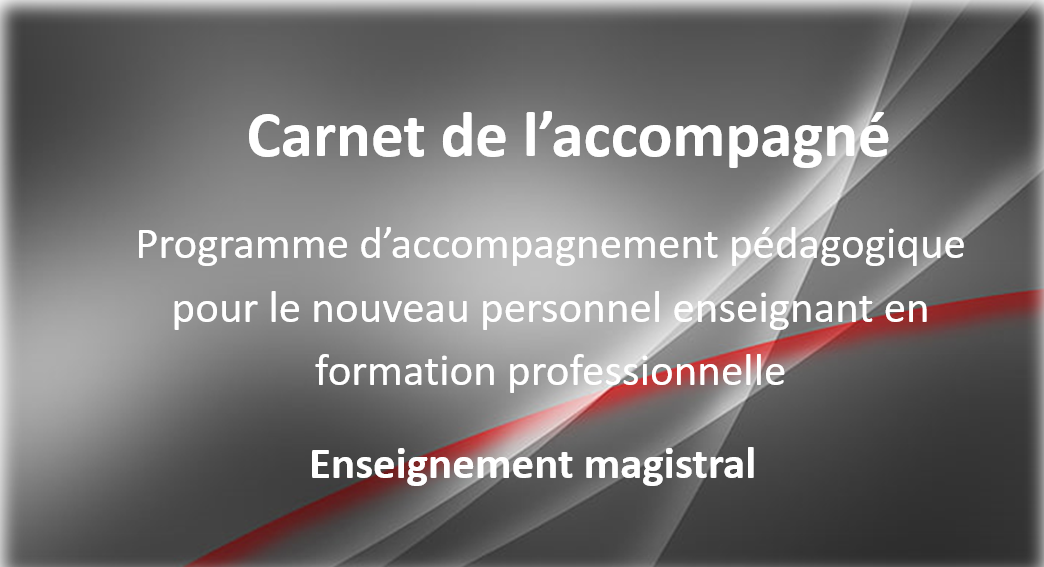 Carnet de l’accompagné
Programme d’accompagnement pédagogique
pour le nouveau personnel enseignant en
formation professionnelle
Enseignement magistral